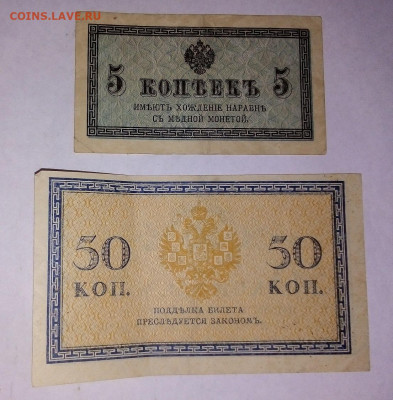 COINS.LAVE.RU
5 КОПѢЕКЪ 5
ИМѢЮТЪ ХОЖДЕНІЕ НАРАВНѢ
СЪ МѢДНОЙ МОНЕТОЙ.
50 50
КОП. КОП.
ПОДДѢЛКА БИЛЕТА
ПРЕСЛѢДУЕТСЯ ЗАКОНОМЪ.